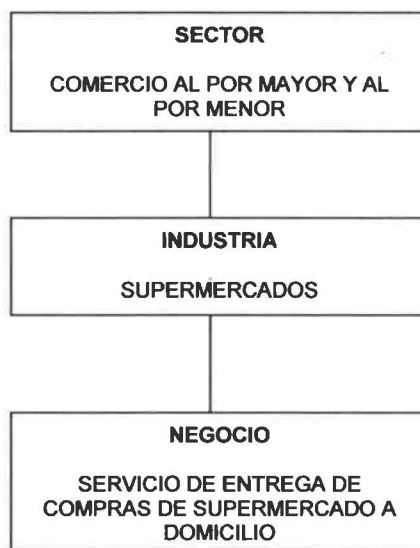 SECTOR
COMERCIO AL POR MAYOR Y AL
POR MENOR
INDUSTRIA
SUPERMERCADOS
NEGOCIO
SERVICIO DE ENTREGA DE
COMPRAS DE SUPERMERCADO A
DOMICILIO